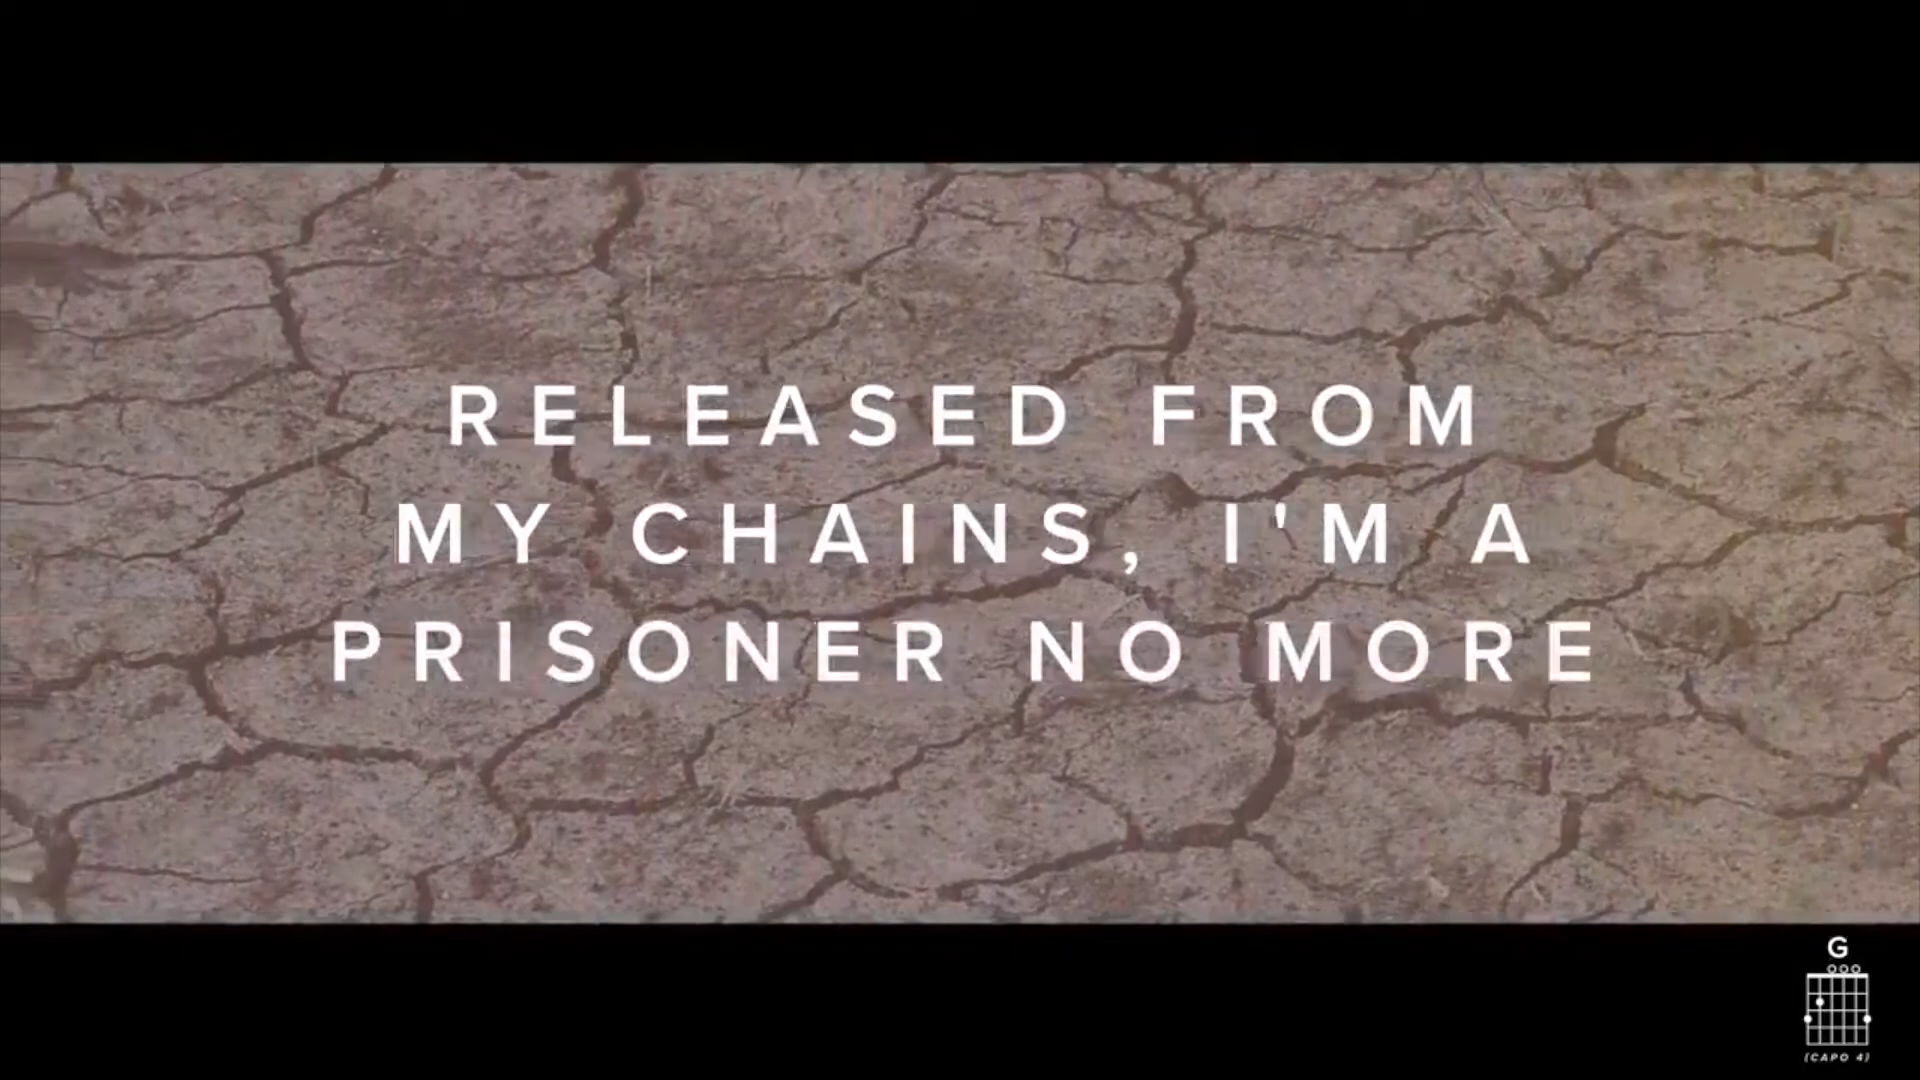 RELEASED FROM
MY CHAINS, I'M A
PRISONER NO MORE
G
(CAPO 4)